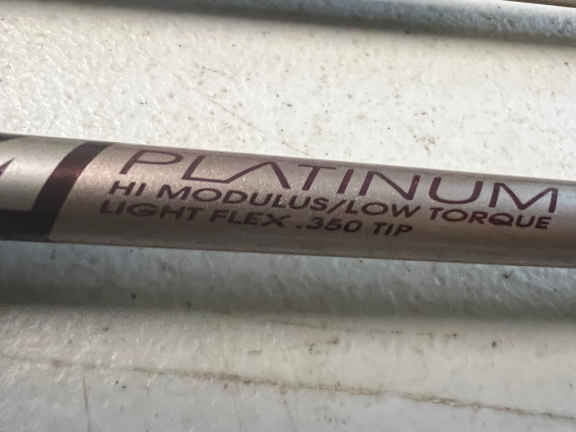 PLATINUM
HI MODULUS/LOW TORQUE
LIGHT FLEX .350 TIP